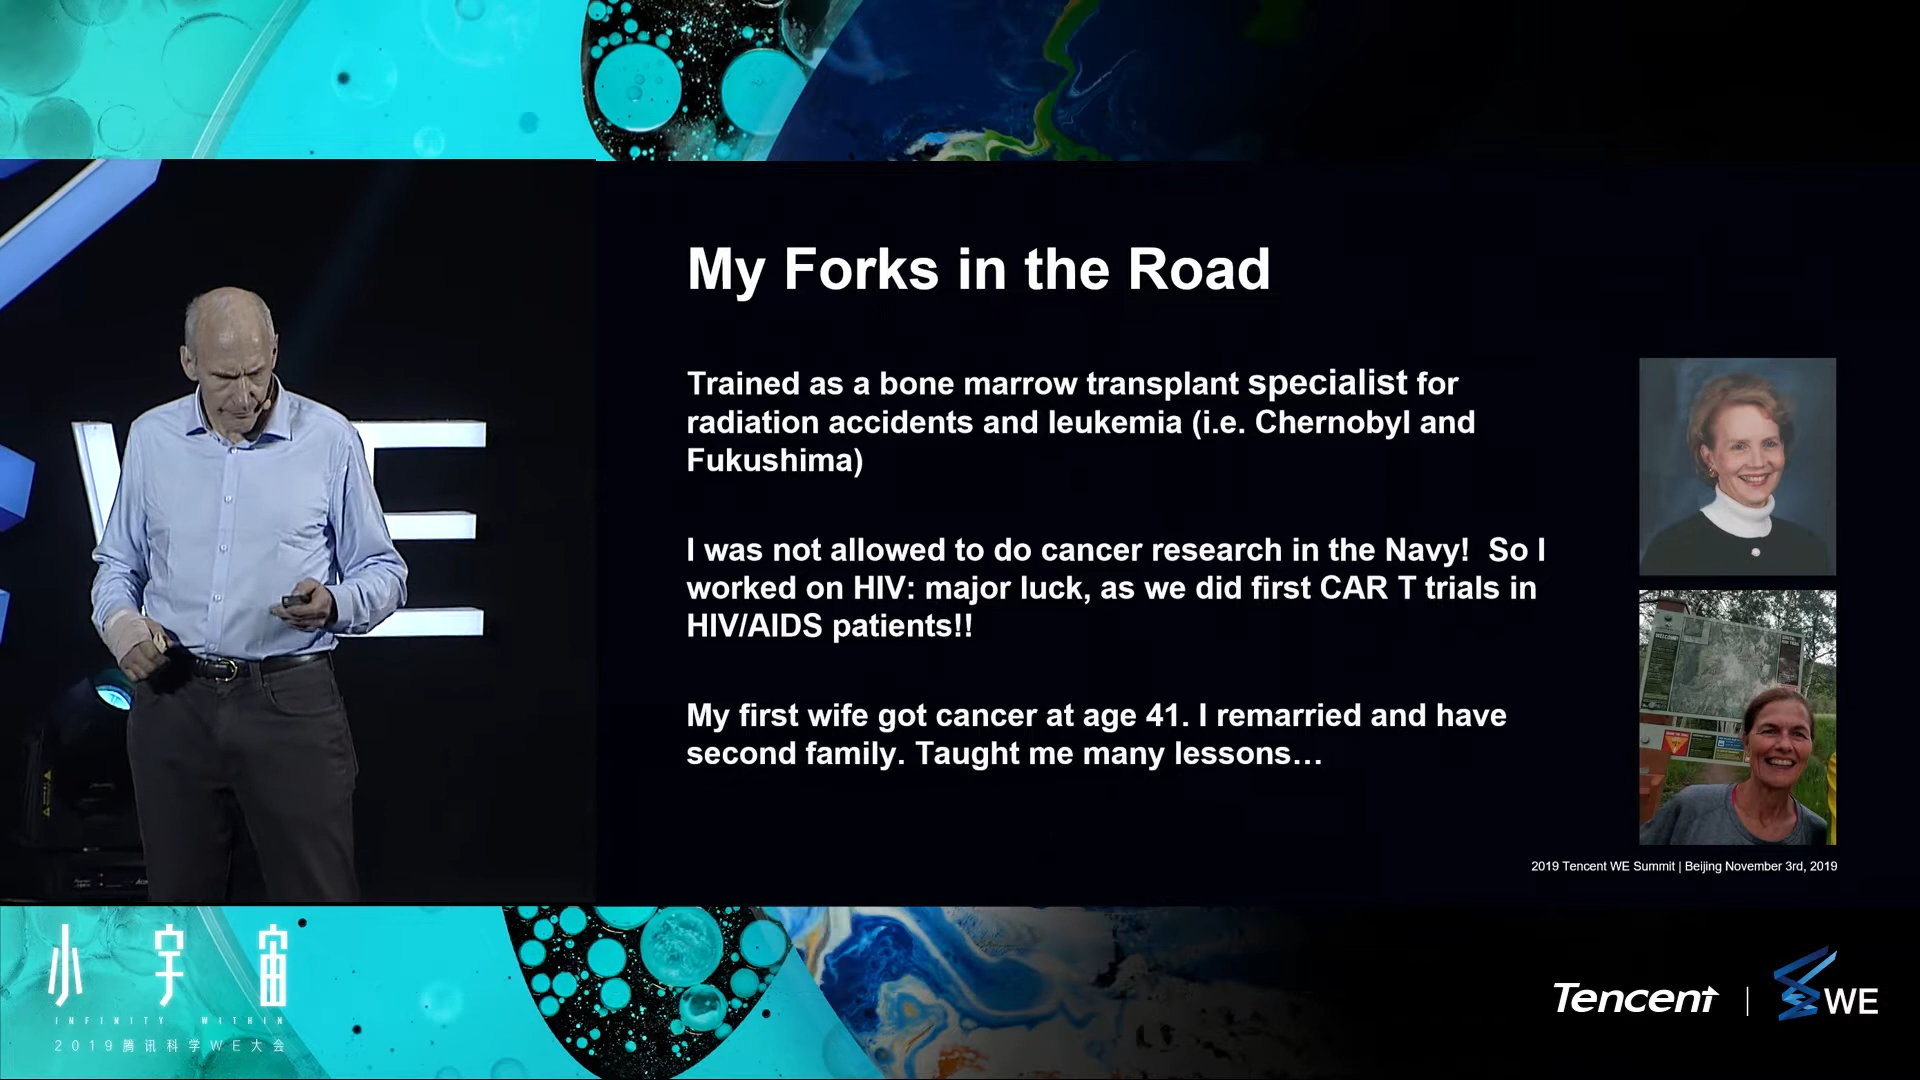 My Forks in the Road
Trained as a bone marrow transplant specialist for
radiation accidents and leukemia (i.e. Chernobyl and
Fukushima)
I was not allowed to do cancer research in the Navy!  So I
worked on HIV: major luck, as we did first CAR T trials in
HIV/AIDS patients!!
My first wife got cancer at age 41. I remarried and have
second family. Taught me many lessons…
2019 Tencent WE Summit | Beijing November 3rd, 2019
WE
WELCOME!
小宇宙
INFINITY WITHIN
2019腾讯科学WE大会
Tencent | WE